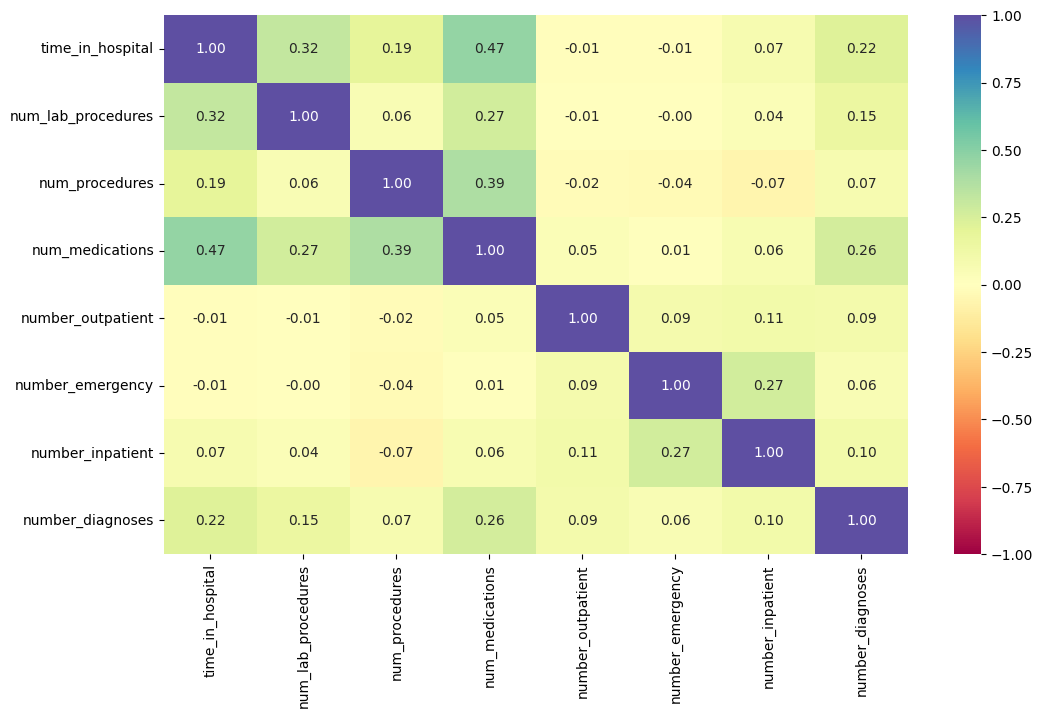 time_in_hospital 1.00 0.32 0.19 0.47 -0.01 -0.01 0.07 0.22
num_lab_procedures 0.32 1.00 0.06 0.27 -0.01 -0.00 0.04 0.15
num_procedures 0.19 0.06 1.00 0.39 -0.02 -0.04 -0.07 0.07
num_medications 0.47 0.27 0.39 1.00 0.05 0.01 0.06 0.26
number_outpatient -0.01 -0.01 -0.02 0.05 1.00 0.09 0.11 0.09
number_emergency -0.01 -0.00 -0.04 0.01 0.09 1.00 0.27 0.06
number_inpatient 0.07 0.04 -0.07 0.06 0.11 0.27 1.00 0.10
number_diagnoses 0.22 0.15 0.07 0.26 0.09 0.06 0.10 1.00
time_in_hospital
num_lab_procedures
num_procedures
num_medications
number_outpatient
number_emergency
number_inpatient
number_diagnoses
1.00
0.75
0.50
0.25
0.00
−0.25
−0.50
−0.75
−1.00